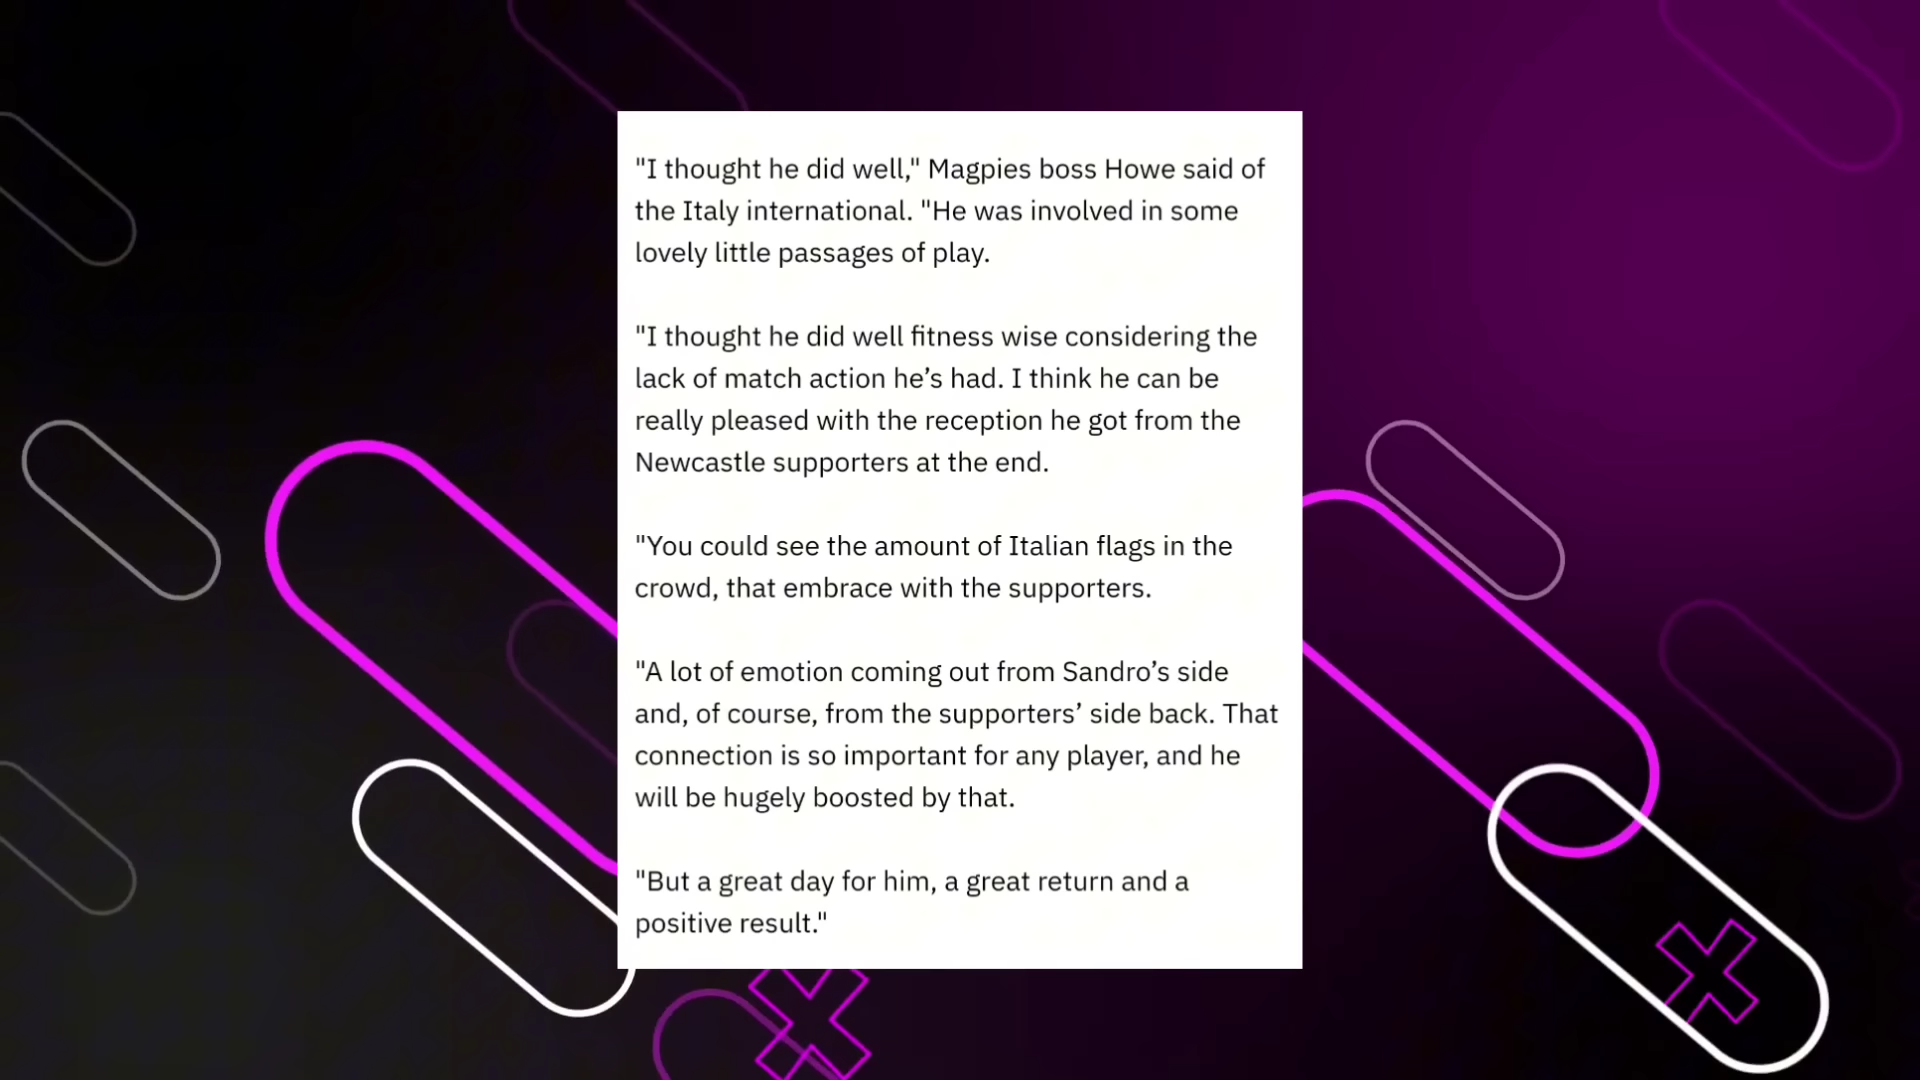 "I thought he did well," Magpies boss Howe said of
the Italy international. "He was involved in some
lovely little passages of play.
"I thought he did well fitness wise considering the
lack of match action he’s had. I think he can be
really pleased with the reception he got from the
Newcastle supporters at the end.
"You could see the amount of Italian flags in the
crowd, that embrace with the supporters.
"A lot of emotion coming out from Sandro’s side
and, of course, from the supporters’ side back. That
connection is so important for any player, and he
will be hugely boosted by that.
"But a great day for him, a great return and a
positive result."